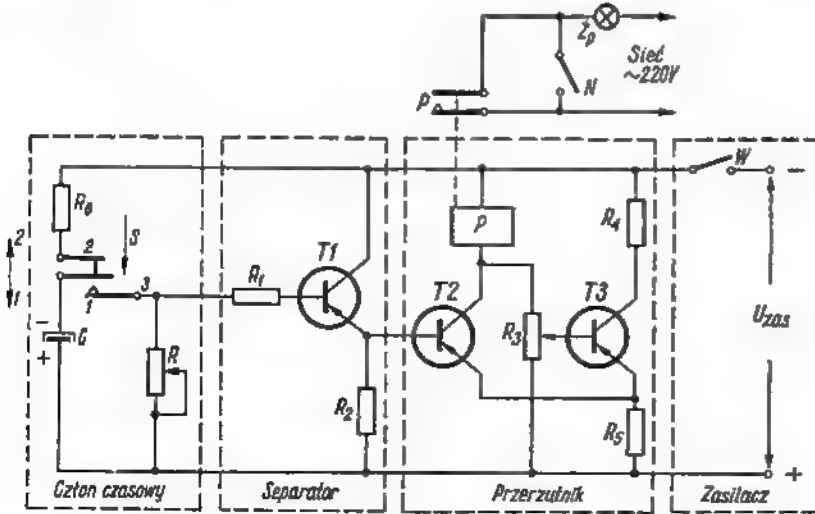 Żp
Sieć
~220V
P
N
W
−
R0
2
S
2
1
1
3
−
+
C
R
R1
T1
R2
P
T2
R3
T3
R4
R5
Uzas
+
Człon czasowy
Separator
Przerzutnik
Zasilacz